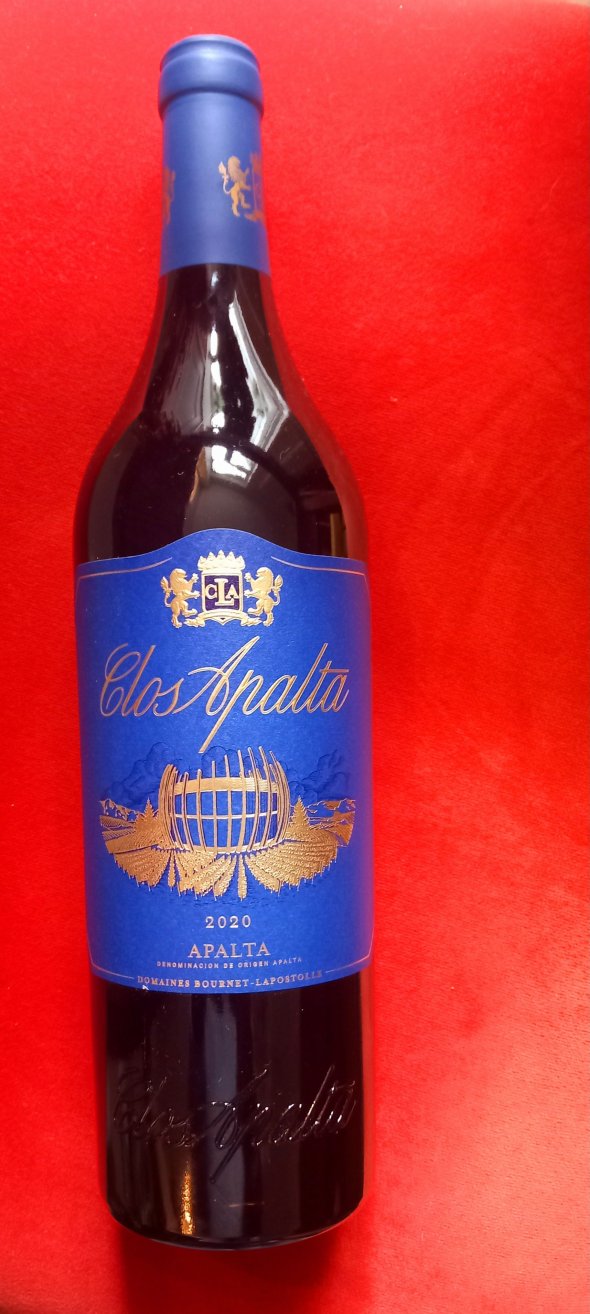 CLA
Clos Apalta
2020
APALTA
DENOMINACION DE ORIGEN APALTA
DOMAINES BOURNET-LAPOSTOLLE
Clos Apalta